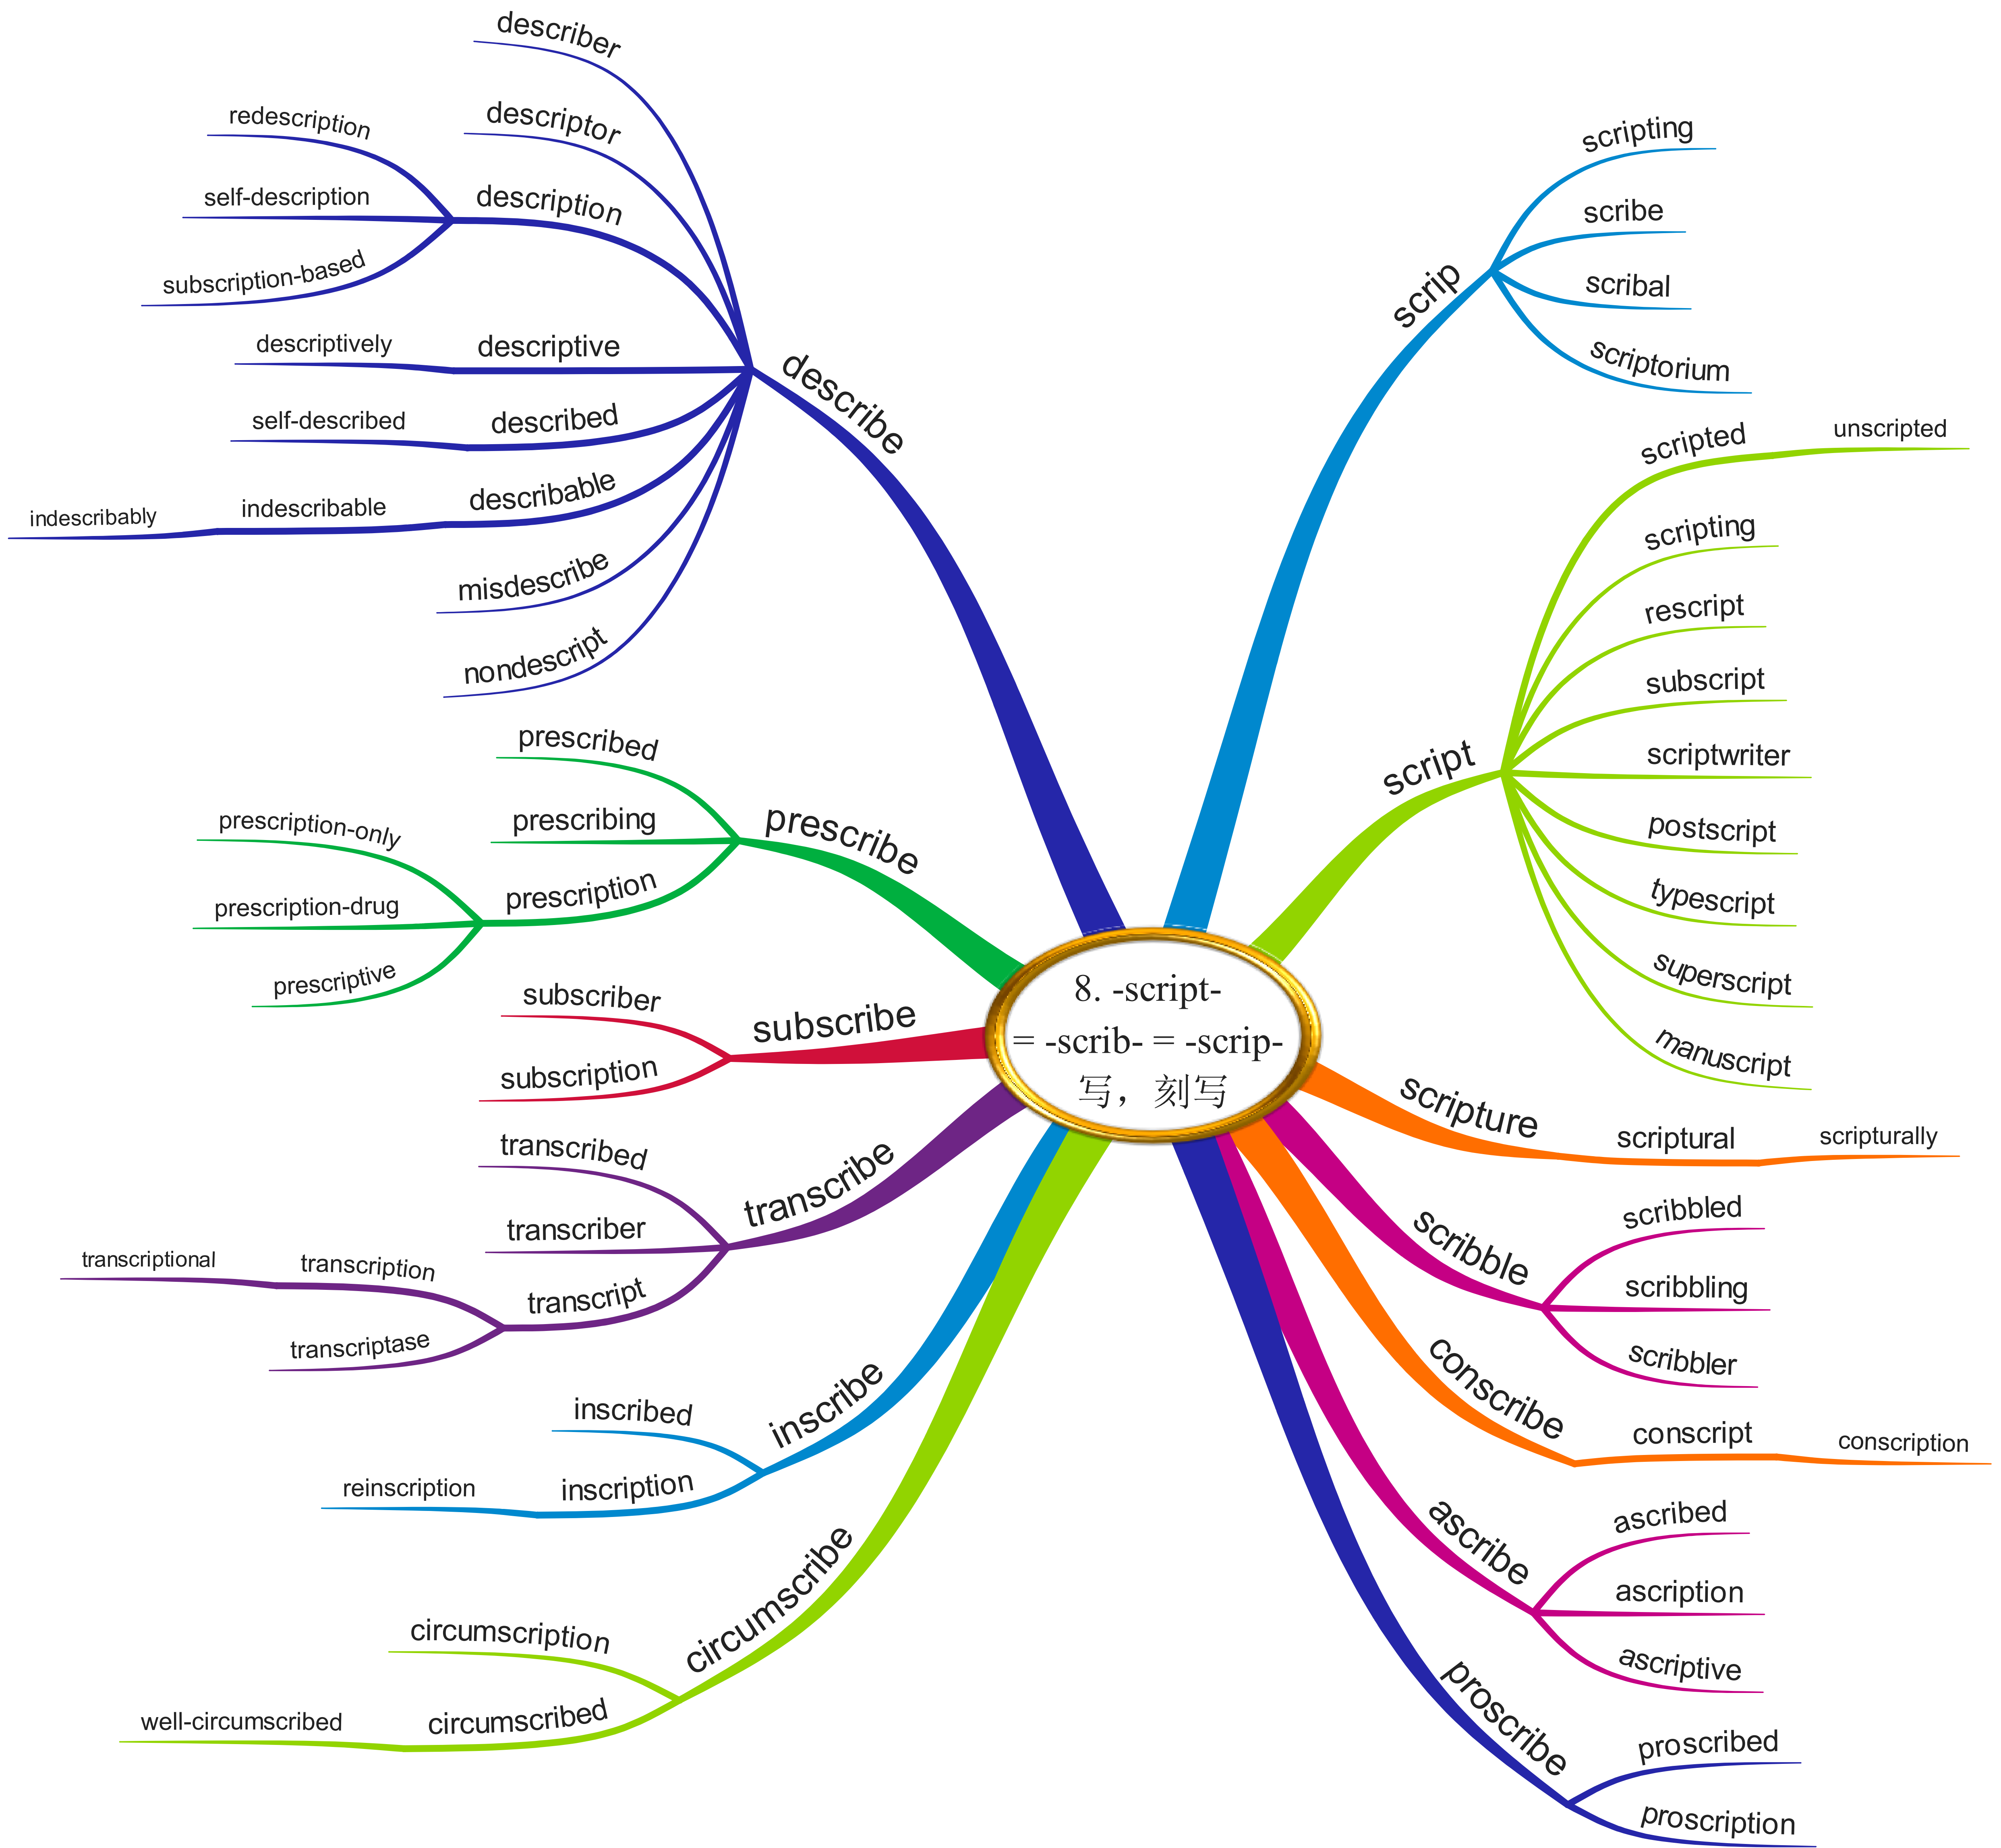 8. -script-
= -scrib- = -scrip-
写，刻写
scrip
scripting
scribe
scribal
scriptorium
script
scripted
unscripted
scripting
rescript
subscript
scriptwriter
postscript
typescript
superscript
manuscript
scripture
scriptural
scripturally
scribble
scribbled
scribbling
scribbler
conscribe
conscript
conscription
ascribe
ascribed
ascription
ascriptive
proscribe
proscribed
proscription
describe
describer
descriptor
description
redescription
self-description
subscription-based
descriptive
descriptively
described
self-described
describable
indescribable
indescribably
misdescribe
nondescript
prescribe
prescribed
prescribing
prescription
prescription-only
prescription-drug
prescriptive
subscribe
subscriber
subscription
transcribe
transcribed
transcriber
transcript
transcription
transcriptional
transcriptase
inscribe
inscribed
inscription
reinscription
circumscribe
circumscription
circumscribed
well-circumscribed